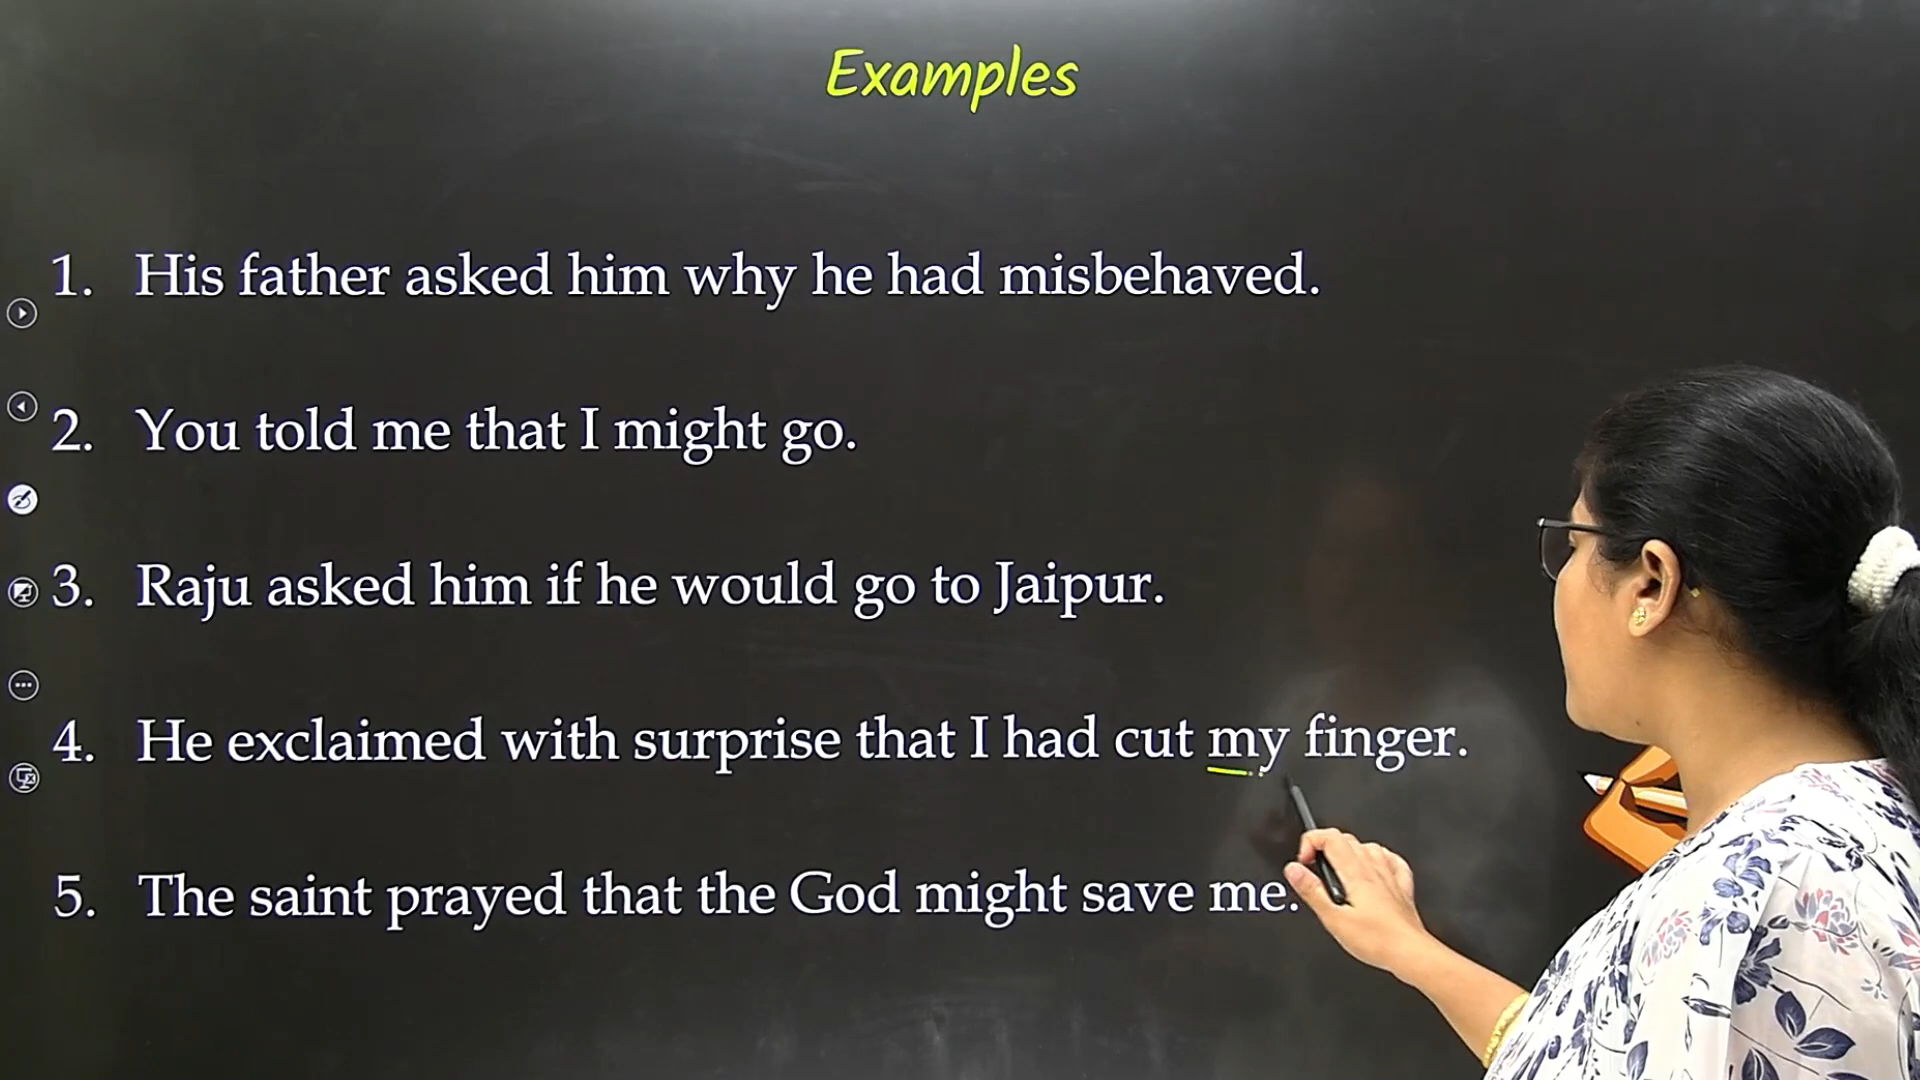 Examples
1. His father asked him why he had misbehaved.
2. You told me that I might go.
3. Raju asked him if he would go to Jaipur.
4. He exclaimed with surprise that I had cut my finger.
5. The saint prayed that the God might save me.